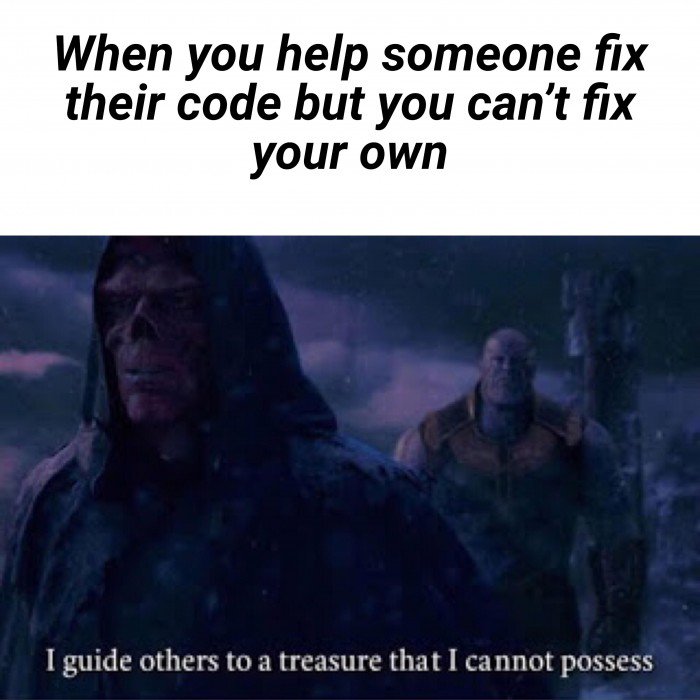 When you help someone fix
their code but you can’t fix
your own
I guide others to a treasure that I cannot possess